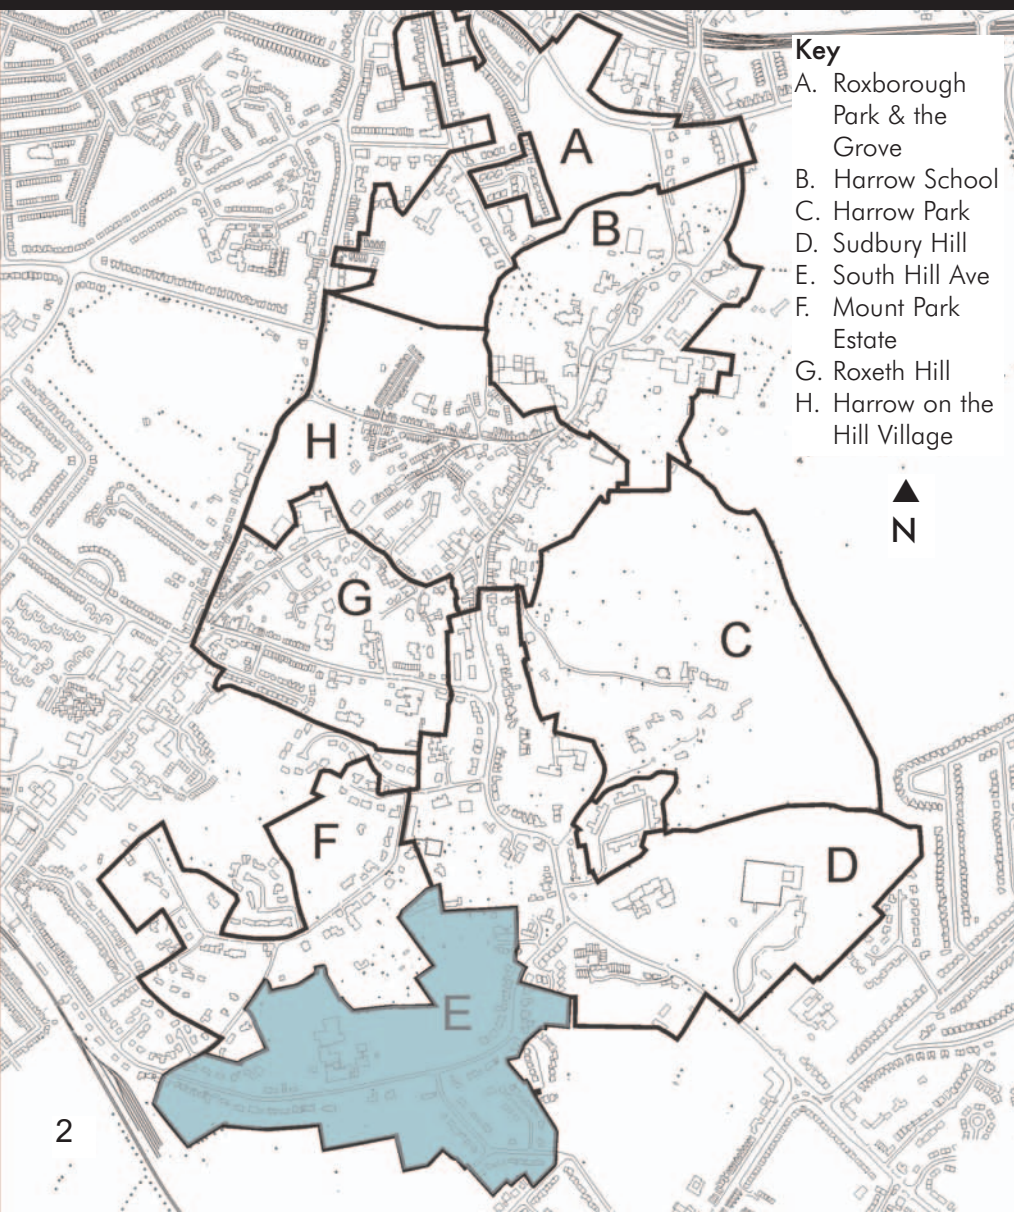 Key
A. Roxborough
Park & the
Grove
B. Harrow School
C. Harrow Park
D. Sudbury Hill
E. South Hill Ave
F. Mount Park
Estate
G. Roxeth Hill
H. Harrow on the
Hill Village
N
A
B
H
G
C
F
D
E
2